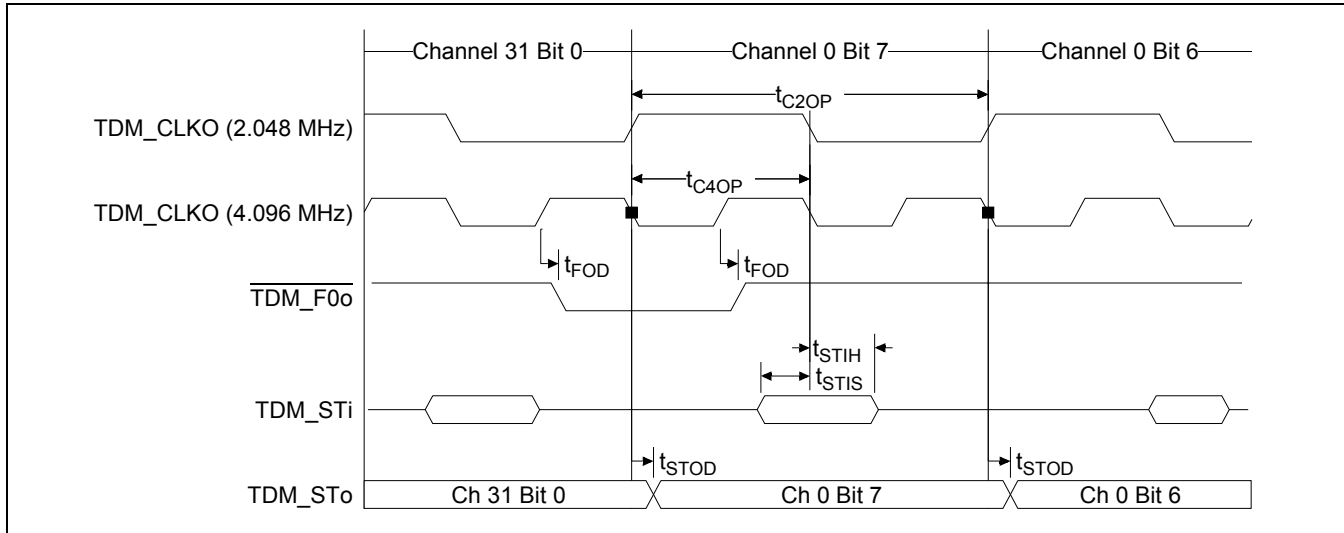 Channel 31 Bit 0 Channel 0 Bit 7 Channel 0 Bit 6
tC2OP
TDM_CLKO (2.048 MHz)
tC4OP
TDM_CLKO (4.096 MHz)
tFOD tFOD
TDM_F0o
tSTIH
tSTIS
TDM_STi
tSTOD tSTOD
TDM_STo Ch 31 Bit 0 Ch 0 Bit 7 Ch 0 Bit 6